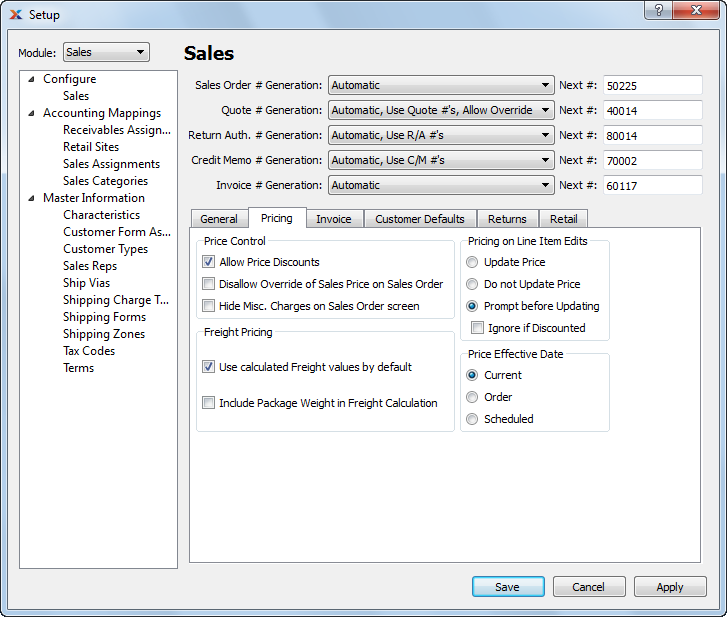 Setup
Module: Sales
Configure
Sales
Accounting Mappings
Receivables Assign...
Retail Sites
Sales Assignments
Sales Categories
Master Information
Characteristics
Customer Form As...
Customer Types
Sales Reps
Ship Vias
Shipping Charge T...
Shipping Forms
Shipping Zones
Tax Codes
Terms
Sales
Sales Order # Generation: Automatic Next #: 50225
Quote # Generation: Automatic, Use Quote #'s, Allow Override Next #: 40014
Return Auth. # Generation: Automatic, Use R/A #'s Next #: 80014
Credit Memo # Generation: Automatic, Use C/M #'s Next #: 70002
Invoice # Generation: Automatic Next #: 60117
General Pricing Invoice Customer Defaults Returns Retail
Price Control
Allow Price Discounts
Disallow Override of Sales Price on Sales Order
Hide Misc. Charges on Sales Order screen
Freight Pricing
Use calculated Freight values by default
Include Package Weight in Freight Calculation
Pricing on Line Item Edits
Update Price
Do not Update Price
Prompt before Updating
Ignore if Discounted
Price Effective Date
Current
Order
Scheduled
Save Cancel Apply